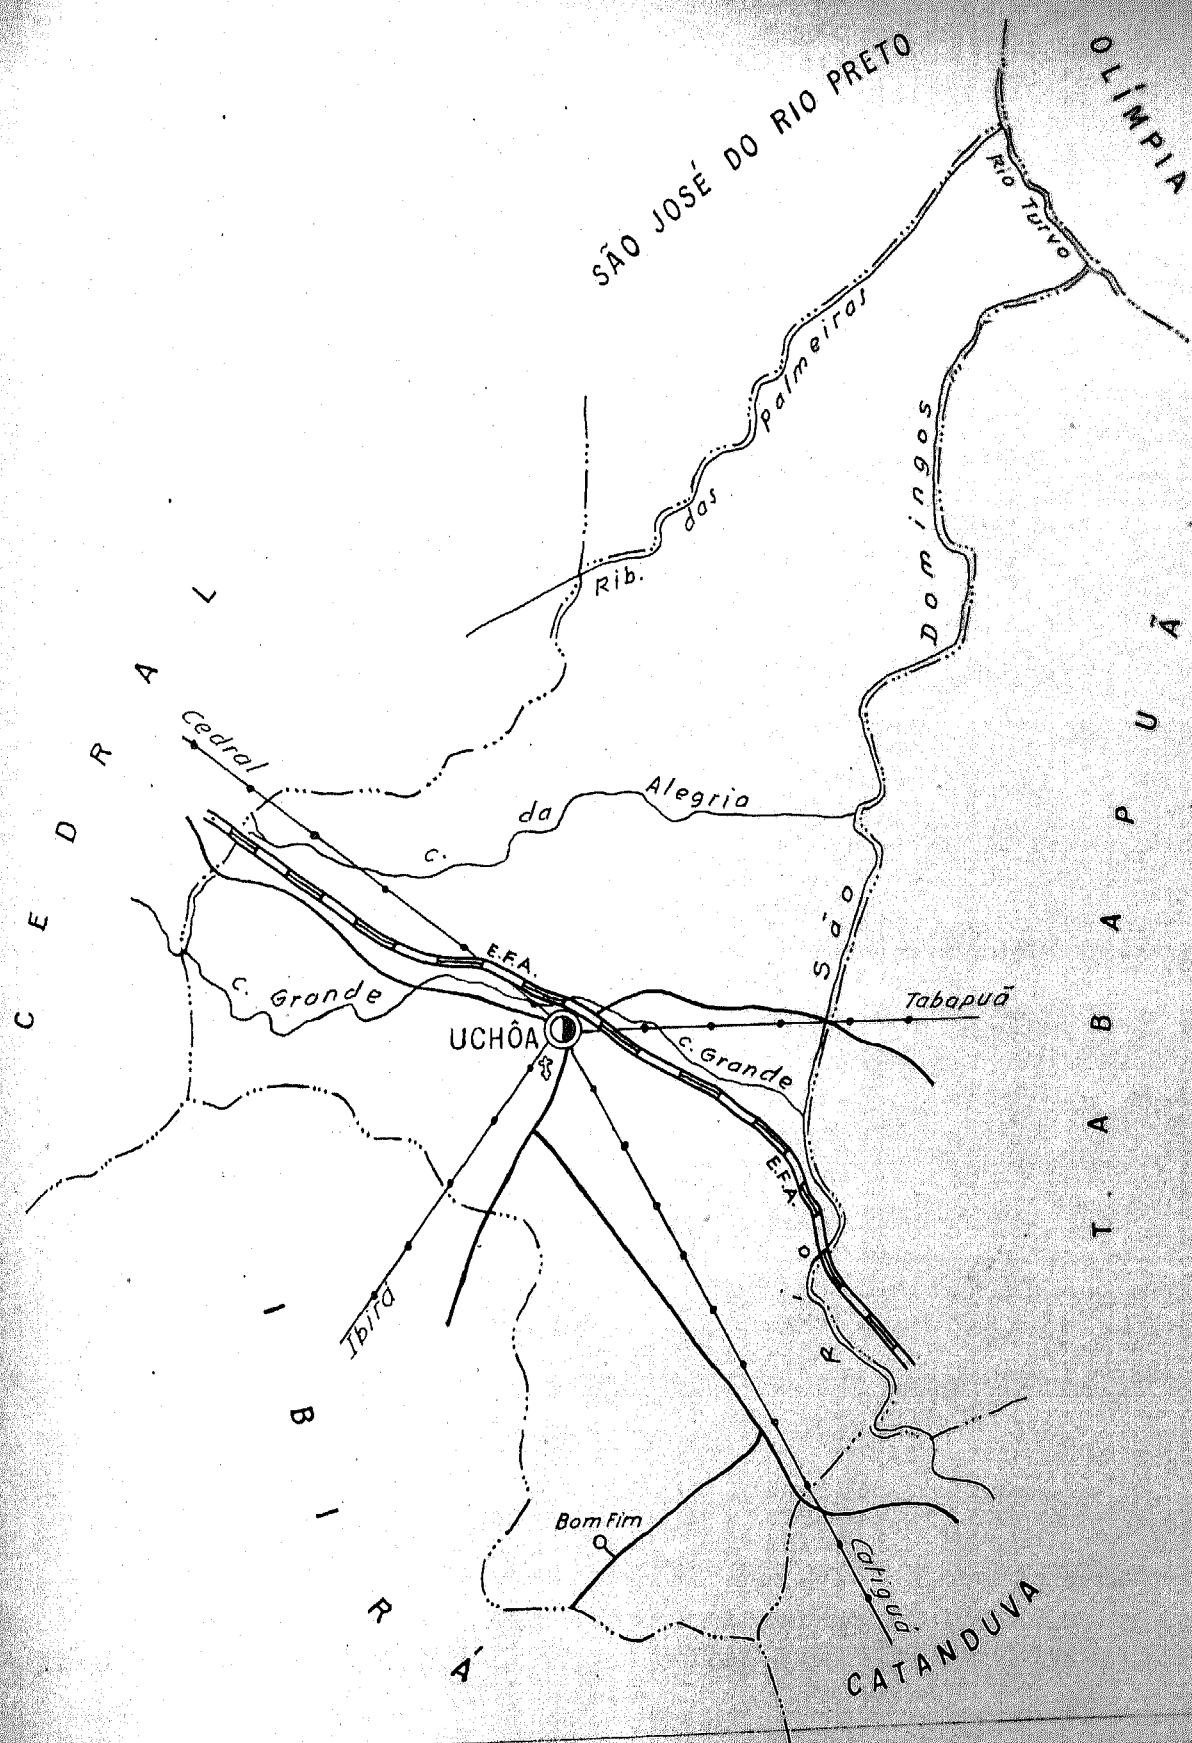 OLÍMPIA
SÃO JOSÉ DO RIO PRETO
Rio Turvo
Rib. das Palmeiras
São Domingos
CEDRAL
Cedral
C. da Alegria
TABAPUÃ
E.F.A.
C. Grande
Tabapuã
UCHÔA
C. Grande
E.F.A.
Rio
Ibirá
IBIRÁ
Bom Fim
Catiguá
CATANDUVA